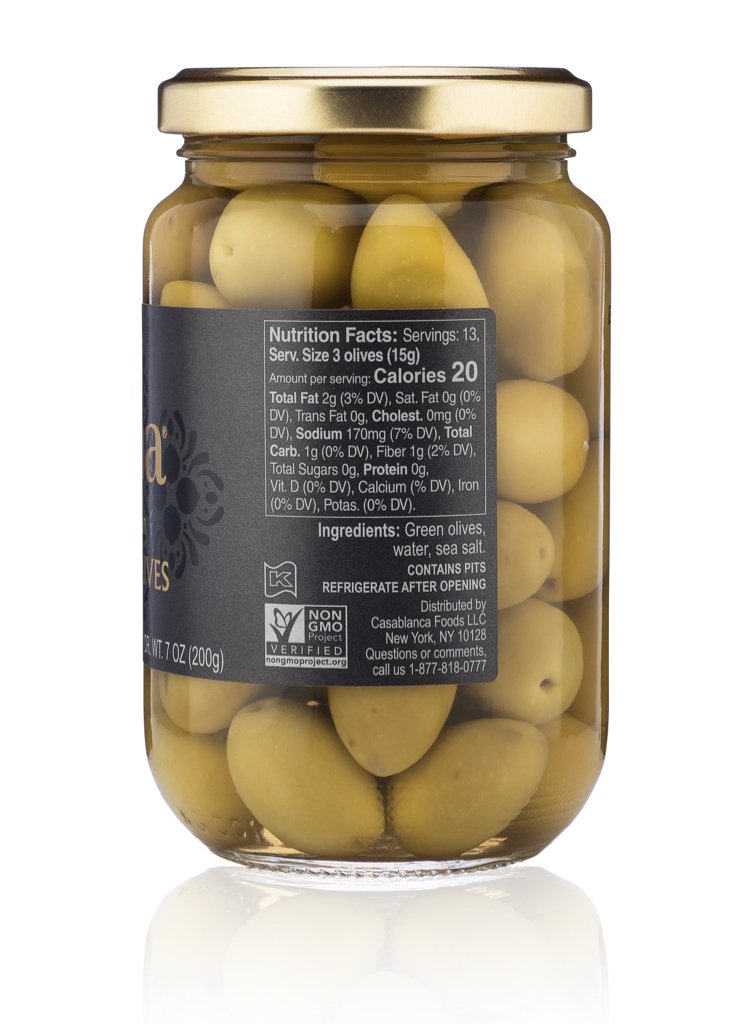 Nutrition Facts: Servings: 13,
Serv. Size 3 olives (15g)
Amount per serving: Calories 20
Total Fat 2g (3% DV), Sat. Fat 0g (0%
DV), Trans Fat 0g, Cholest. 0mg (0%
DV), Sodium 170mg (7% DV), Total
Carb. 1g (0% DV), Fiber 1g (2% DV),
Total Sugars 0g, Protein 0g,
Vit. D (0% DV), Calcium (% DV), Iron
(0% DV), Potas. (0% DV).
Ingredients: Green olives,
water, sea salt.
CONTAINS PITS
REFRIGERATE AFTER OPENING
Distributed by
Casablanca Foods LLC
New York, NY 10128
Questions or comments,
call us 1-877-818-0777
K
NON
GMO
Project
VERIFIED
nongmoproject.org
a®
IVES
DR. WT. 7 OZ (200g)